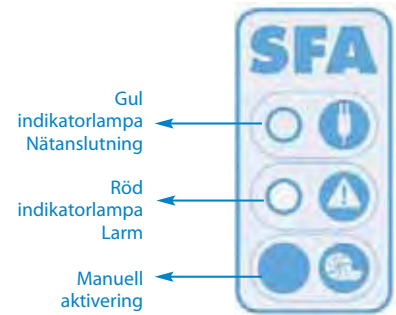 SFA
Gul
indikatorlampa
Nätanslutning
Röd
indikatorlampa
Larm
Manuell
aktivering